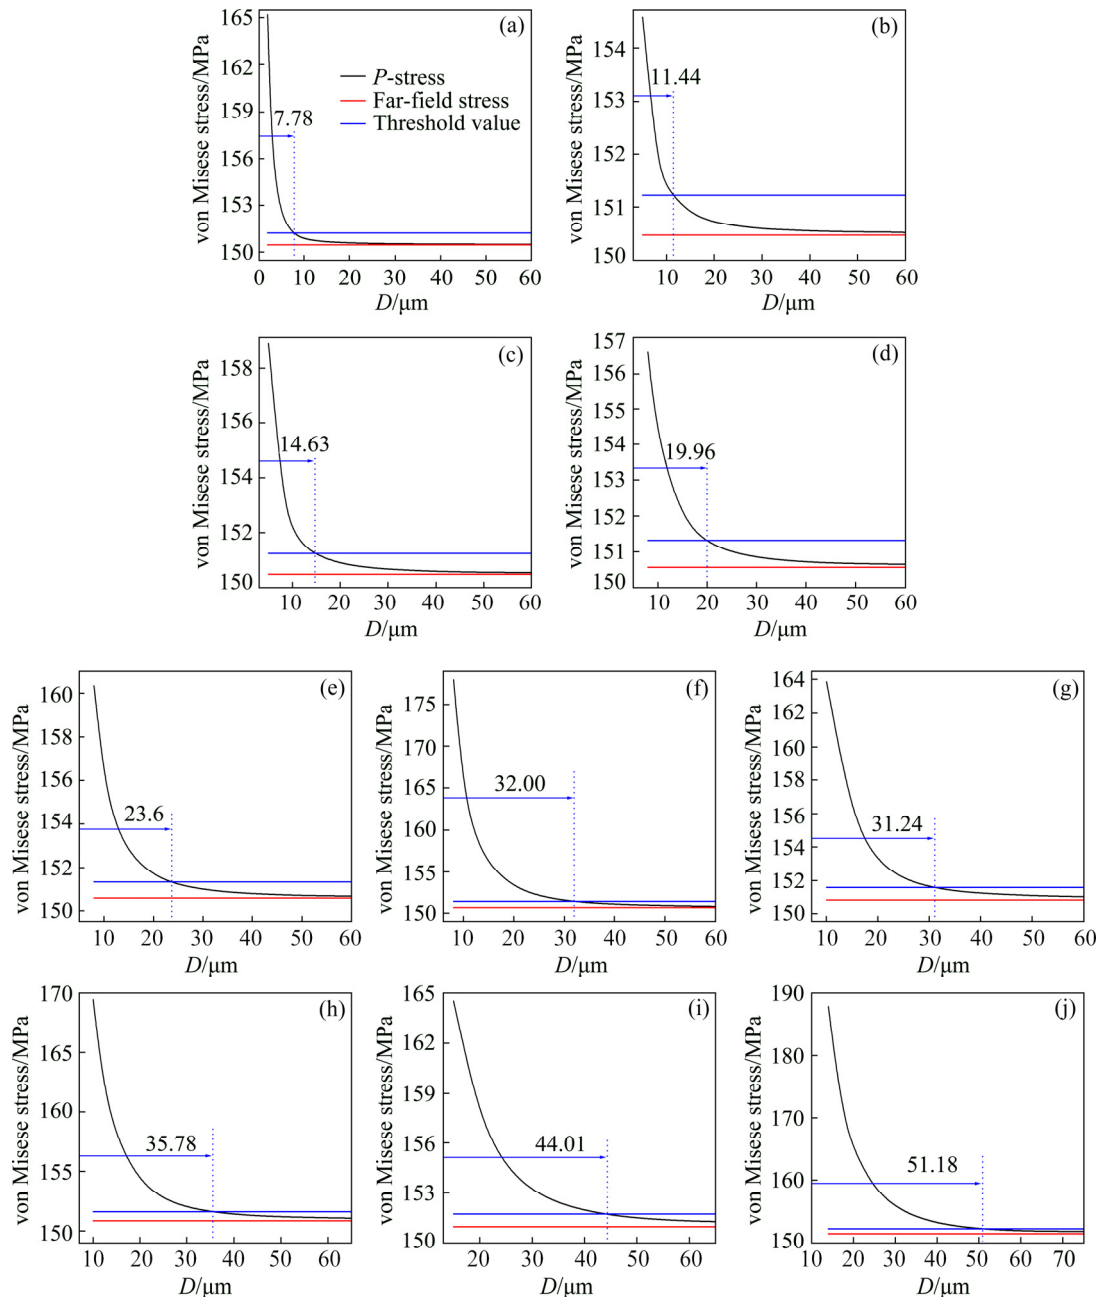 (a)
von Misese stress/MPa
165
162
159
156
153
150
P-stress
Far-field stress
Threshold value
7.78
0 10 20 30 40 50 60
D/μm
(b)
von Misese stress/MPa
154
153
152
151
150
11.44
10 20 30 40 50 60
D/μm
(c)
von Misese stress/MPa
158
156
154
152
150
14.63
10 20 30 40 50 60
D/μm
(d)
von Misese stress/MPa
157
156
155
154
153
152
151
150
19.96
10 20 30 40 50 60
D/μm
(e)
von Misese stress/MPa
160
158
156
154
152
150
23.6
10 20 30 40 50 60
D/μm
(f)
von Misese stress/MPa
175
170
165
160
155
150
32.00
10 20 30 40 50 60
D/μm
(g)
von Misese stress/MPa
164
162
160
158
156
154
152
150
31.24
10 20 30 40 50 60
D/μm
(h)
von Misese stress/MPa
170
165
160
155
150
35.78
10 20 30 40 50 60
D/μm
(i)
von Misese stress/MPa
165
162
159
156
153
150
44.01
20 30 40 50 60
D/μm
(j)
von Misese stress/MPa
190
180
170
160
150
51.18
10 20 30 40 50 60 70
D/μm